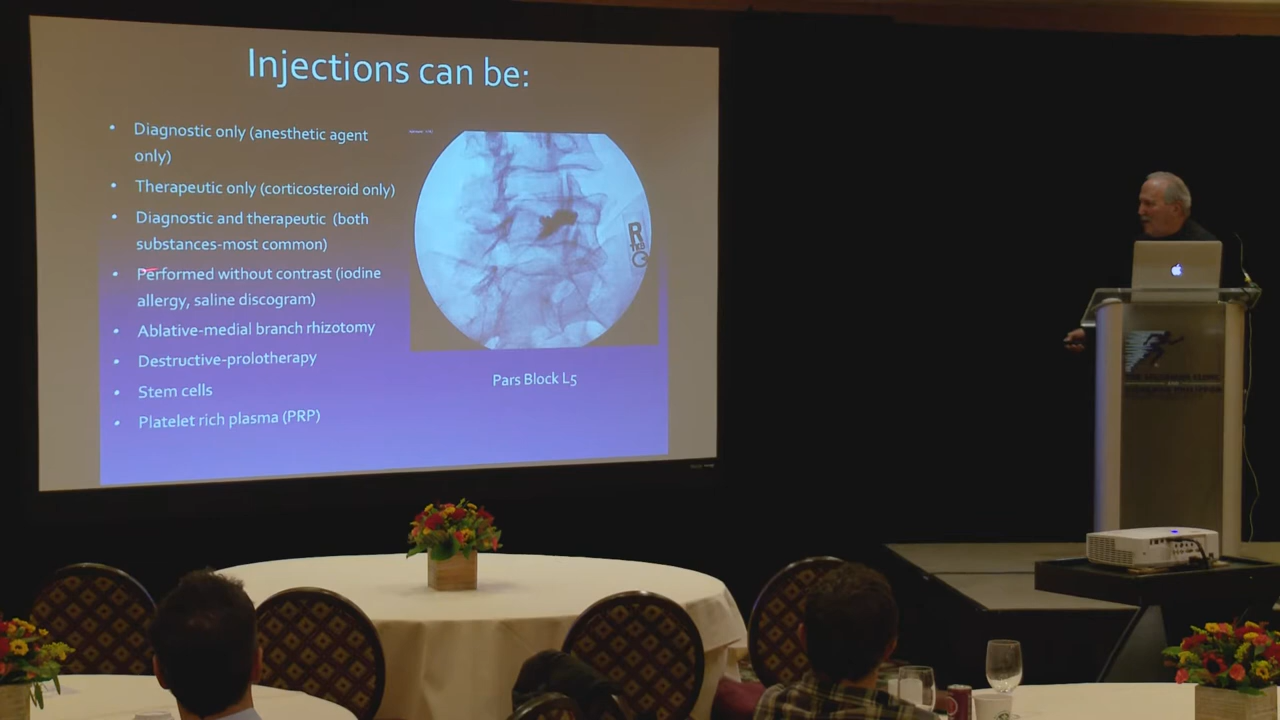 Injections can be:
Diagnostic only (anesthetic agent
only)
Therapeutic only (corticosteroid only)
Diagnostic and therapeutic (both
substances-most common)
Performed without contrast (iodine
allergy, saline discogram)
Ablative-medial branch rhizotomy
Destructive-prolotherapy
Stem cells
Platelet rich plasma (PRP)
R
Pars Block L5